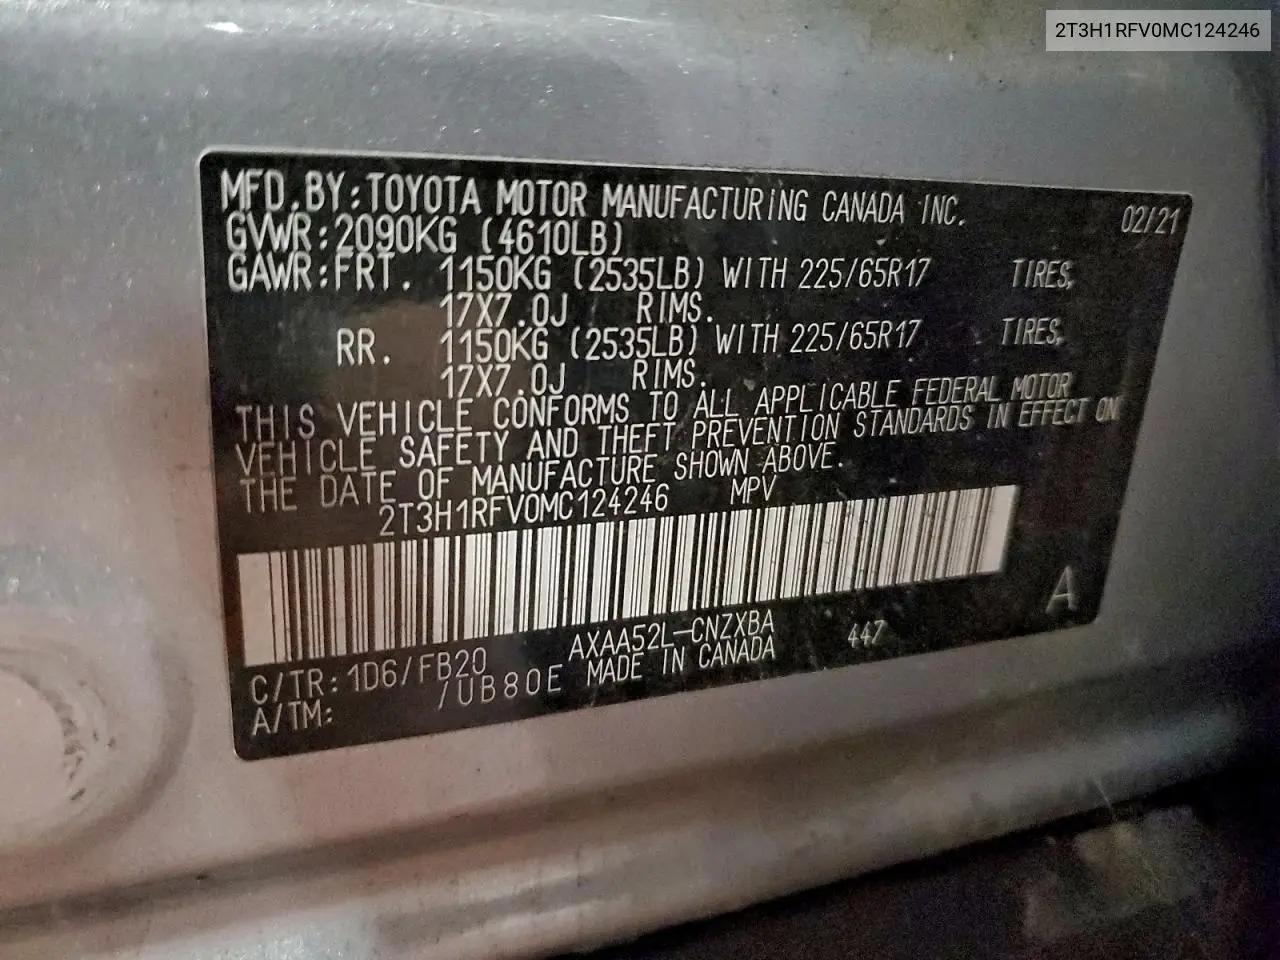 2T3H1RFV0MC124246
MFD.BY:TOYOTA MOTOR MANUFACTURING CANADA INC. 02/21
GVWR:2090KG (4610LB)
GAWR:FRT. 1150KG (2535LB) WITH 225/65R17 TIRES,
17X7.0J RIMS.
RR. 1150KG (2535LB) WITH 225/65R17 TIRES,
17X7.0J RIMS.
THIS VEHICLE CONFORMS TO ALL APPLICABLE FEDERAL MOTOR
VEHICLE SAFETY AND THEFT PREVENTION STANDARDS IN EFFECT ON
THE DATE OF MANUFACTURE SHOWN ABOVE.
2T3H1RFV0MC124246 MPV
A
AXAA52L-CNZXBA 447
C/TR:1D6/FB20 MADE IN CANADA
A/TM: /UB80E